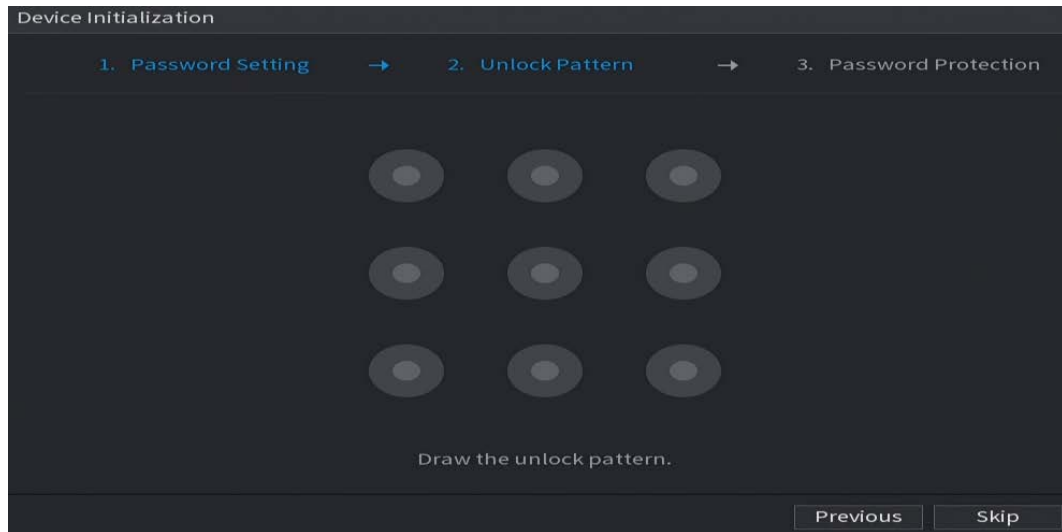 Device Initialization
1. Password Setting → 2. Unlock Pattern → 3. Password Protection
Draw the unlock pattern.
Previous Skip